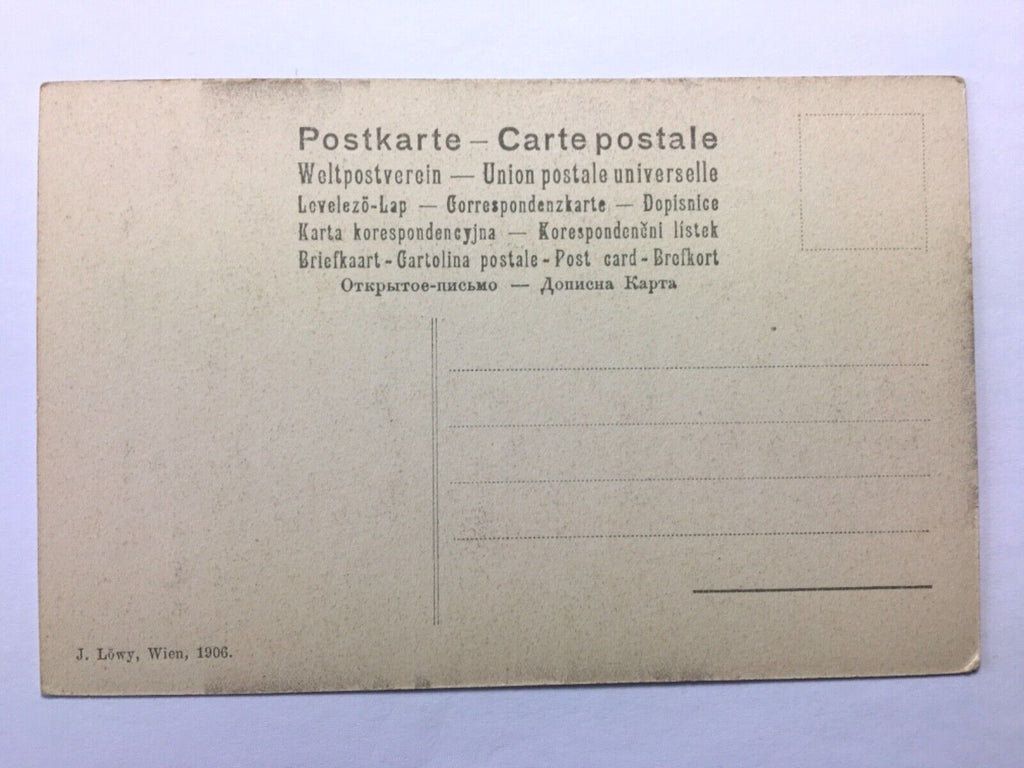 Postkarte – Carte postale
Weltpostverein — Union postale universelle
Levelező-Lap — Correspondenzkarte — Dopisnice
Karta korespondencyjna — Korespondenční lístek
Briefkaart - Cartolina postale - Post card - Brefkort
Открытое-письмо — Дописна Карта
J. Löwy, Wien, 1906.